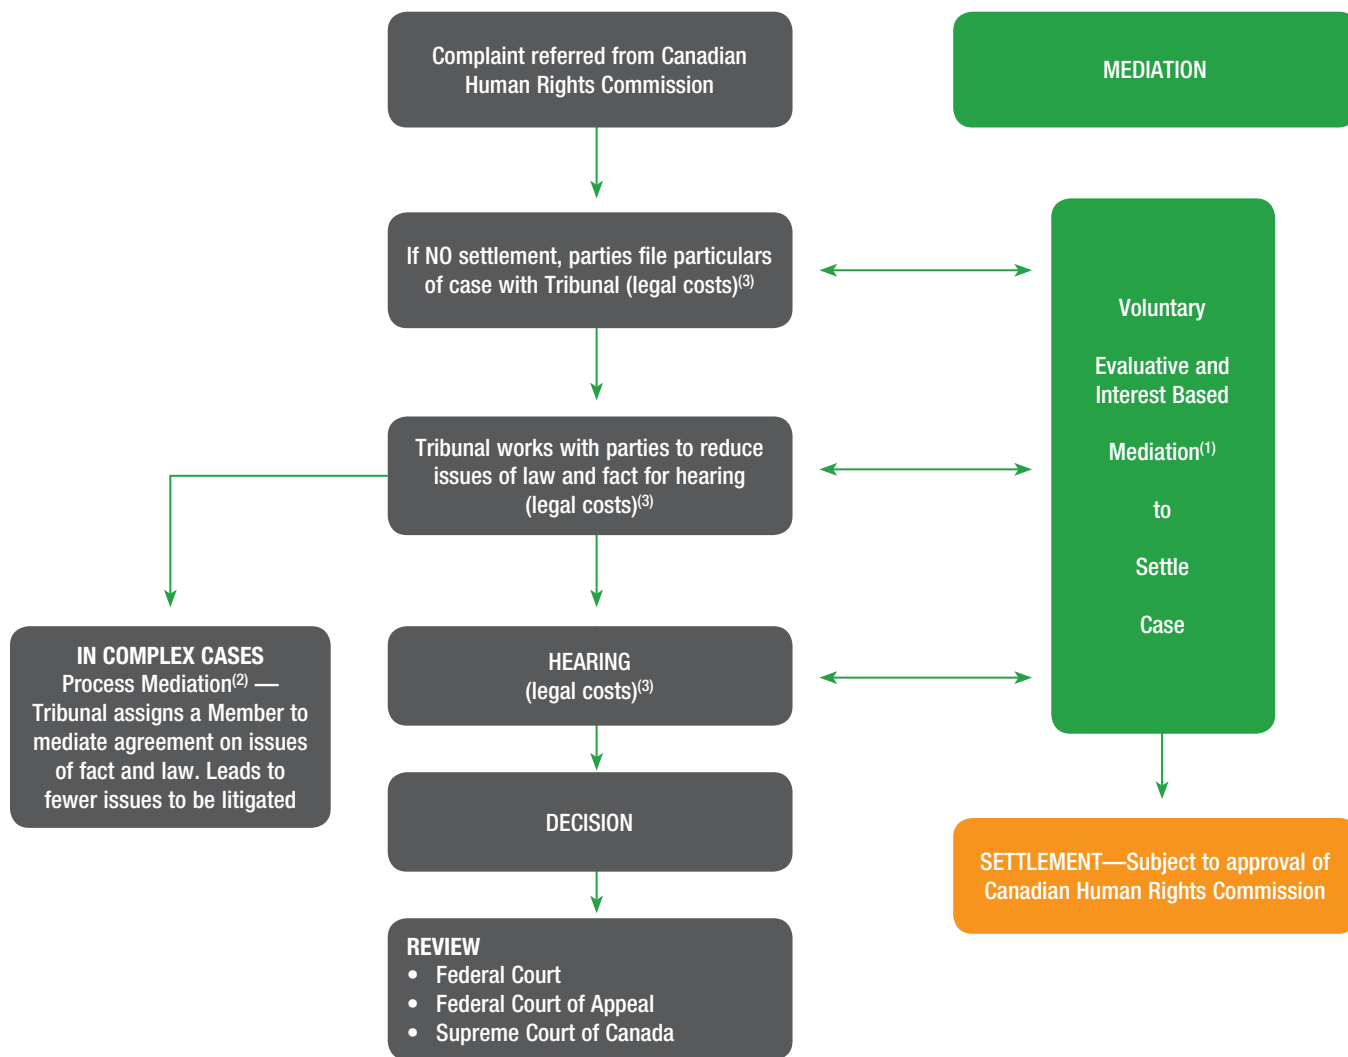 Complaint referred from Canadian
Human Rights Commission
MEDIATION
If NO settlement, parties file particulars
of case with Tribunal (legal costs)(3)
Voluntary
Evaluative and
Interest Based
Mediation(1)
to
Settle
Case
Tribunal works with parties to reduce
issues of law and fact for hearing
(legal costs)(3)
IN COMPLEX CASES
Process Mediation(2) —
Tribunal assigns a Member to
mediate agreement on issues
of fact and law. Leads to
fewer issues to be litigated
HEARING
(legal costs)(3)
DECISION
SETTLEMENT—Subject to approval of
Canadian Human Rights Commission
REVIEW
• Federal Court
• Federal Court of Appeal
• Supreme Court of Canada